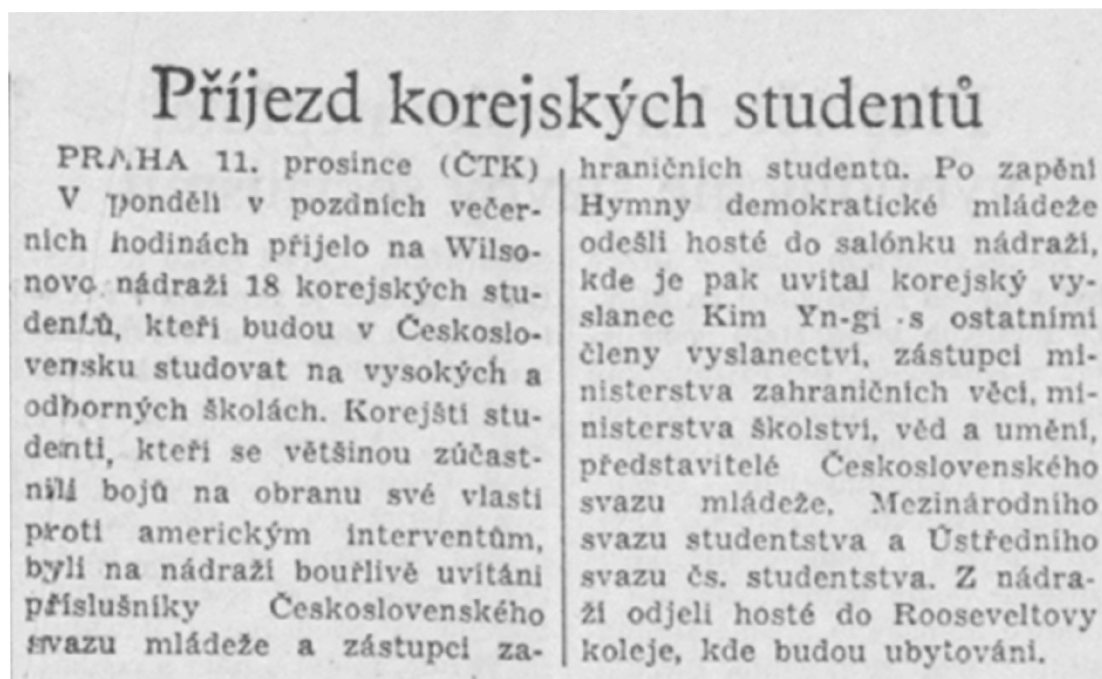 Příjezd korejských studentů
PRAHA 11. prosince (ČTK)
V pondělí v pozdních večer-
ních hodinách přijelo na Wilso-
novo nádraží 18 korejských stu-
dentů, kteří budou v Českoslo-
vensku studovat na vysokých a
odborných školách. Korejští stu-
denti, kteří se většinou zúčast-
nili bojů na obranu své vlasti
proti americkým interventům,
byli na nádraží bouřlivě uvítáni
příslušníky Československého
svazu mládeže a zástupci za-
hraničních studentů. Po zapění
Hymny demokratické mládeže
odešli hosté do salónku nádraží,
kde je pak uvítal korejský vy-
slanec Kim Yn-gi s ostatními
členy vyslanectví, zástupci mi-
nisterstva zahraničních věcí, mi-
nisterstva školství, věd a umění,
představitelé Československého
svazu mládeže, Mezinárodního
svazu studentstva a Ústředního
svazu čs. studentstva. Z nádra-
ží odjeli hosté do Rooseveltovy
koleje, kde budou ubytováni.